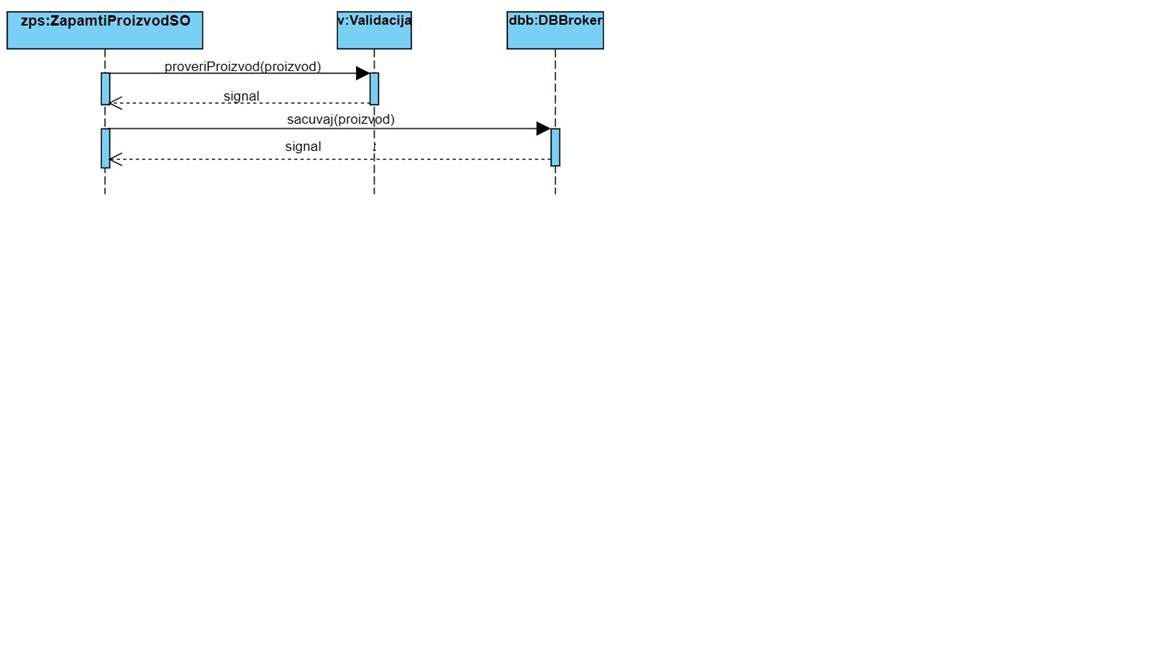 zps:ZapamtiProizvodSO
v:Validacija
dbb:DBBroker
proveriProizvod(proizvod)
signal
sacuvaj(proizvod)
signal